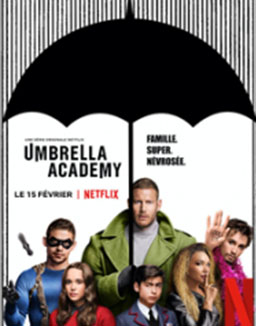 UNE SÉRIE ORIGINALE NETFLIX
UMBRELLA
ACADEMY
LE 15 FÉVRIER | NETFLIX
FAMILLE.
SUPER.
NÉVROSÉE.
N